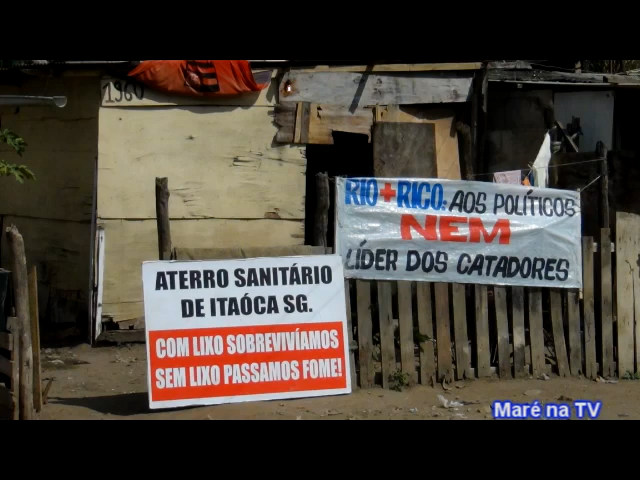 1960
RIO+RICO: AOS POLÍTICOS
NEM
LÍDER DOS CATADORES
ATERRO SANITÁRIO
DE ITAÓCA SG.
COM LIXO SOBREVIVÍAMOS
SEM LIXO PASSAMOS FOME!
Maré na TV